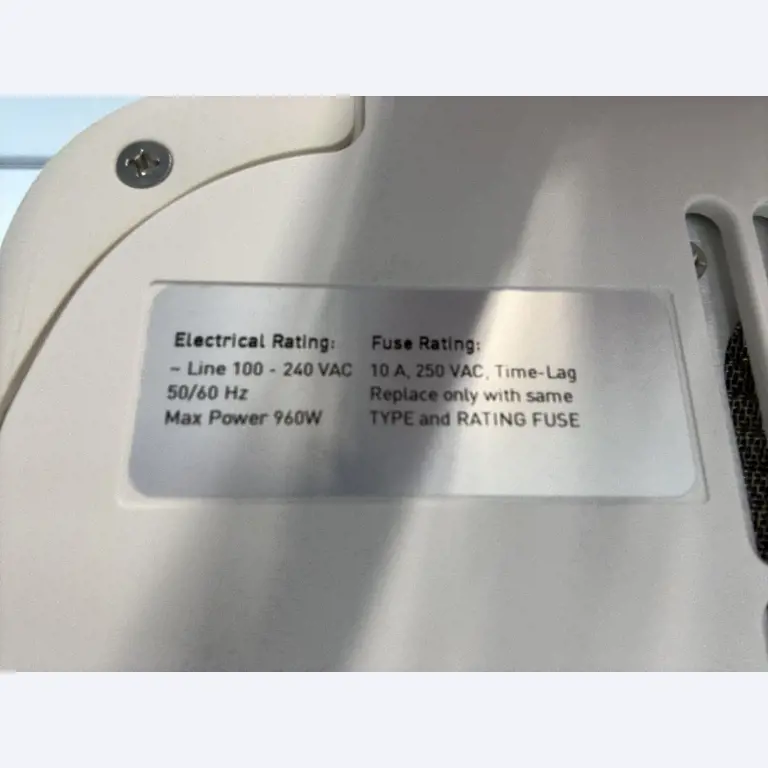 Electrical Rating:
~ Line 100 - 240 VAC
50/60 Hz
Max Power 960W
Fuse Rating:
10 A, 250 VAC, Time-Lag
Replace only with same
TYPE and RATING FUSE